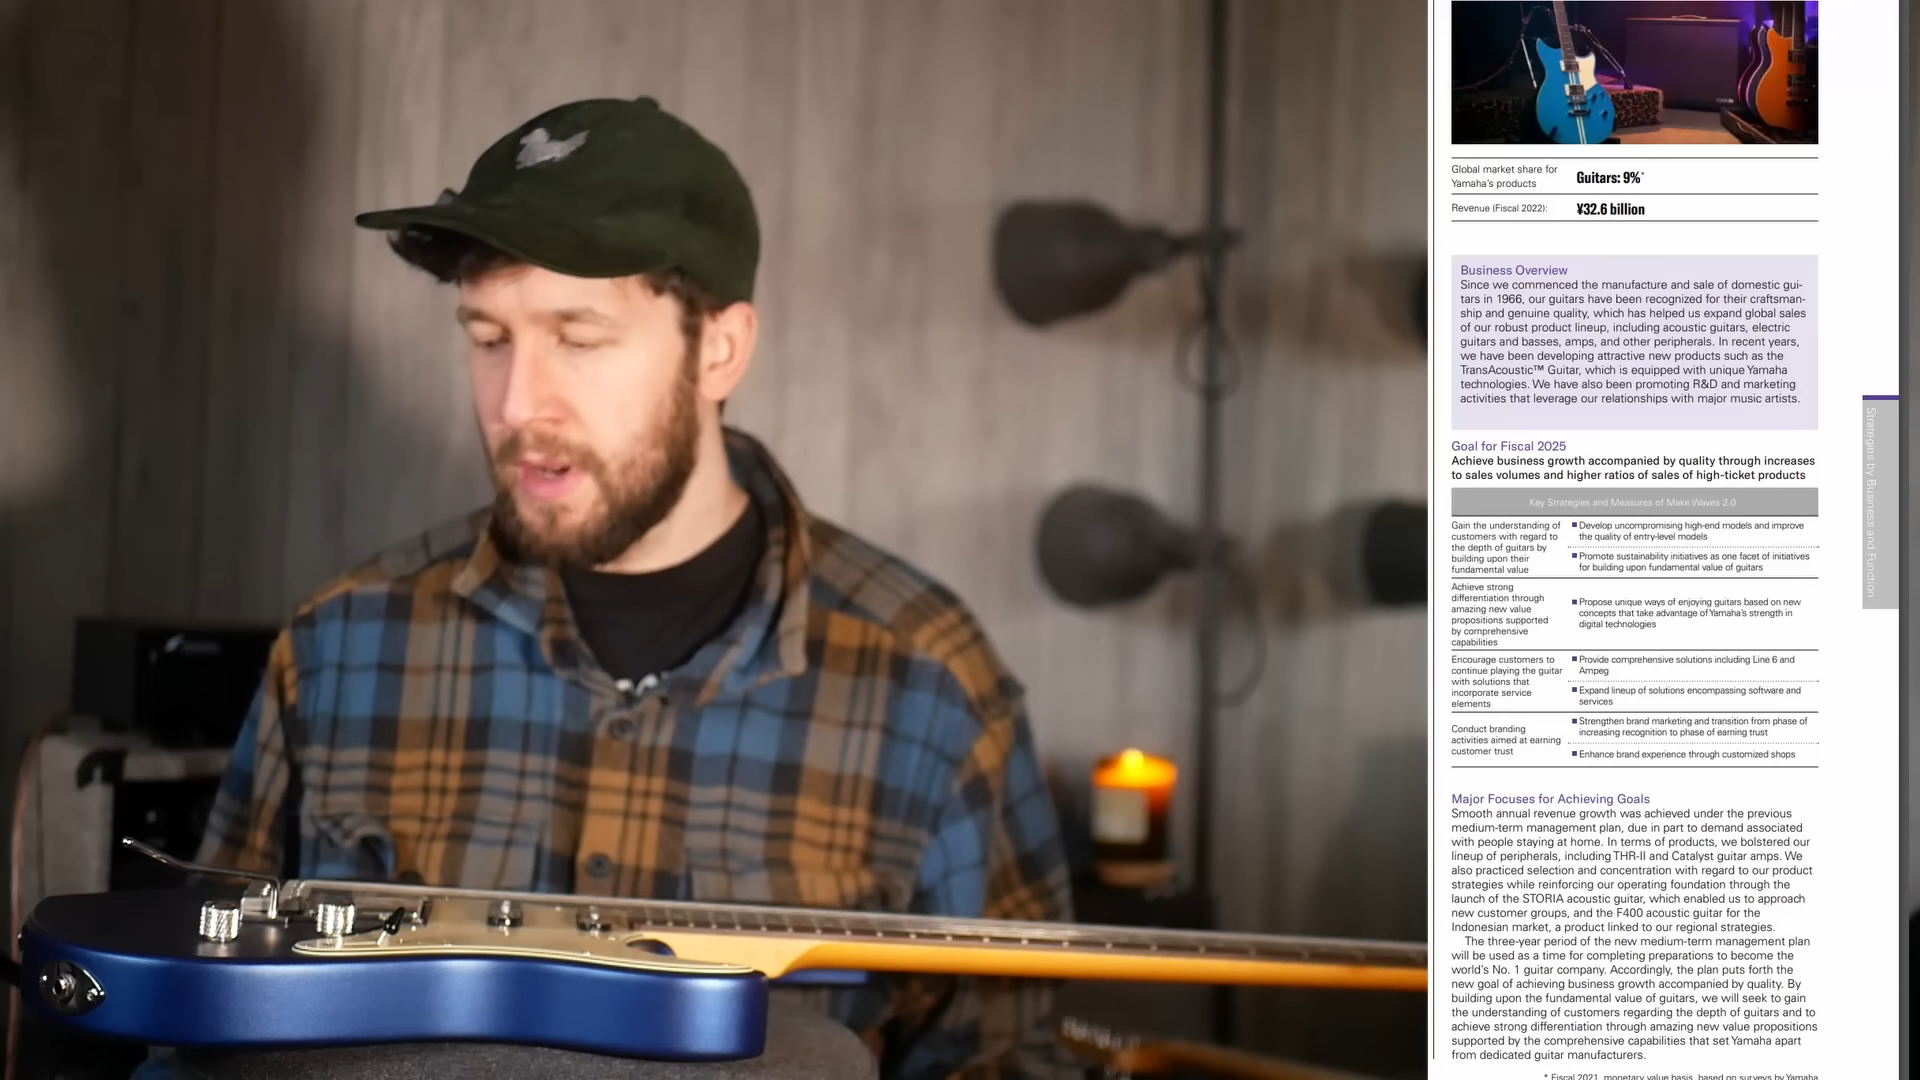 Global market share for
Yamaha's products
Guitars: 9%*
Revenue (Fiscal 2022):
¥32.6 billion
Business Overview
Since we commenced the manufacture and sale of domestic gui-
tars in 1966, our guitars have been recognized for their craftsman-
ship and genuine quality, which has helped us expand global sales
of our robust product lineup, including acoustic guitars, electric
guitars and basses, amps, and other peripherals. In recent years,
we have been developing attractive new products such as the
TransAcoustic™ Guitar, which is equipped with unique Yamaha
technologies. We have also been promoting R&D and marketing
activities that leverage our relationships with major music artists.
Goal for Fiscal 2025
Achieve business growth accompanied by quality through increases
to sales volumes and higher ratios of sales of high-ticket products
Key Strategies and Measures of Make Waves 2.0
Gain the understanding of
customers with regard to
the depth of guitars by
building upon their
fundamental value
■ Develop uncompromising high-end models and improve
the quality of entry-level models
■ Promote sustainability initiatives as one facet of initiatives
for building upon fundamental value of guitars
Achieve strong
differentiation through
amazing new value
propositions supported
by comprehensive
capabilities
■ Propose unique ways of enjoying guitars based on new
concepts that take advantage of Yamaha's strength in
digital technologies
Encourage customers to
continue playing the guitar
with solutions that
incorporate service
elements
■ Provide comprehensive solutions including Line 6 and
Ampeg
■ Expand lineup of solutions encompassing software and
services
Conduct branding
activities aimed at earning
customer trust
■ Strengthen brand marketing and transition from phase of
increasing recognition to phase of earning trust
■ Enhance brand experience through customized shops
Major Focuses for Achieving Goals
Smooth annual revenue growth was achieved under the previous
medium-term management plan, due in part to demand associated
with people staying at home. In terms of products, we bolstered our
lineup of peripherals, including THR-II and Catalyst guitar amps. We
also practiced selection and concentration with regard to our product
strategies while reinforcing our operating foundation through the
launch of the STORIA acoustic guitar, which enabled us to approach
new customer groups, and the F400 acoustic guitar for the
Indonesian market, a product linked to our regional strategies.
The three-year period of the new medium-term management plan
will be used as a time for completing preparations to become the
world's No. 1 guitar company. Accordingly, the plan puts forth the
new goal of achieving business growth accompanied by quality. By
building upon the fundamental value of guitars, we will seek to gain
the understanding of customers regarding the depth of guitars and to
achieve strong differentiation through amazing new value propositions
supported by the comprehensive capabilities that set Yamaha apart
from dedicated guitar manufacturers.
* Fiscal 2021, monetary value basis, based on surveys by Yamaha
Strategies by Business and Function